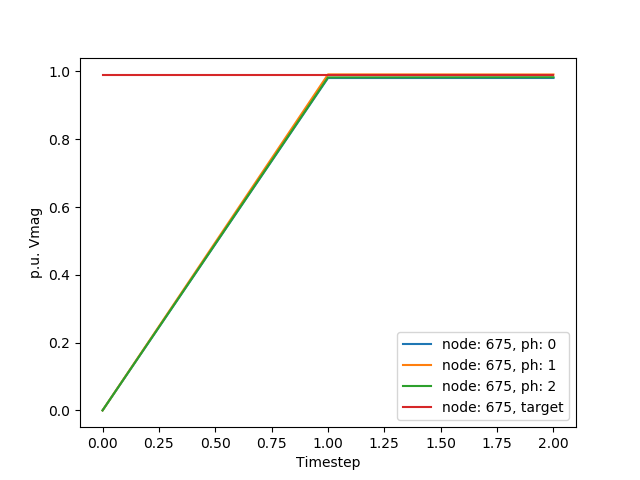 1.0
0.8
0.6
0.4
0.2
0.0
p.u. Vmag
node: 675, ph: 0
node: 675, ph: 1
node: 675, ph: 2
node: 675, target
0.00 0.25 0.50 0.75 1.00 1.25 1.50 1.75 2.00
Timestep